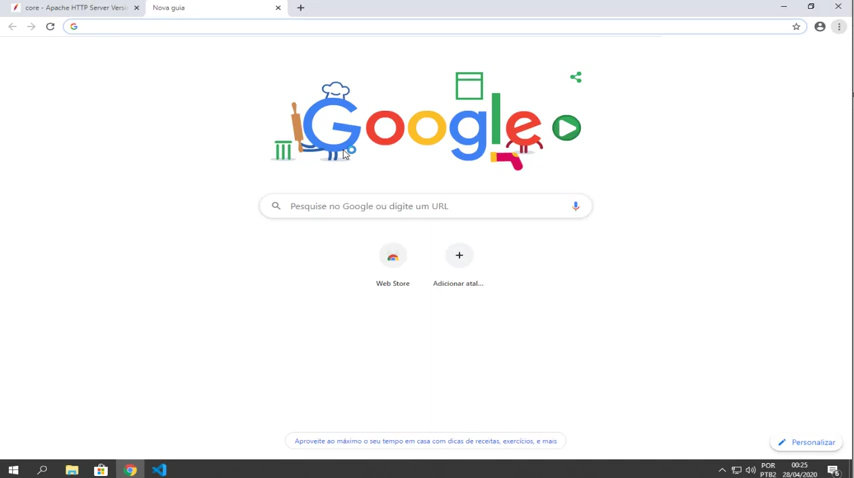 core - Apache HTTP Server Versi
Nova guia
Google
Pesquise no Google ou digite um URL
Web Store
Adicionar atal...
Aproveite ao máximo o seu tempo em casa com dicas de receitas, exercícios, e mais
Personalizar
POR
PTB2
00:25
28/04/2020